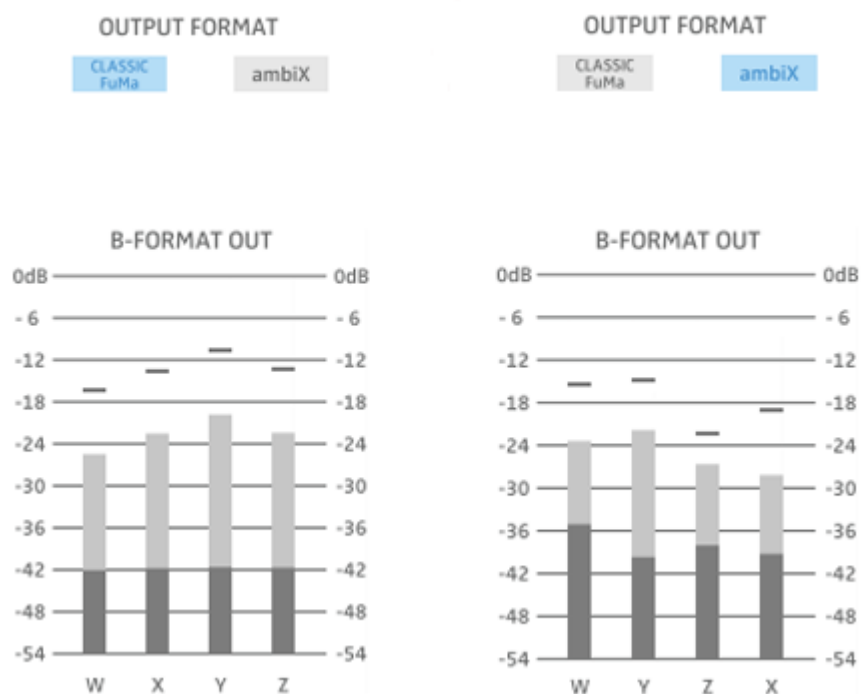 OUTPUT FORMAT
CLASSIC
FuMa
ambiX
B-FORMAT OUT
0dB 0dB
- 6 - 6
-12 -12
-18 -18
-24 -24
-30 -30
-36 -36
-42 -42
-48 -48
-54 -54
W X Y Z
OUTPUT FORMAT
CLASSIC
FuMa
ambiX
B-FORMAT OUT
0dB 0dB
- 6 - 6
-12 -12
-18 -18
-24 -24
-30 -30
-36 -36
-42 -42
-48 -48
-54 -54
W Y Z X